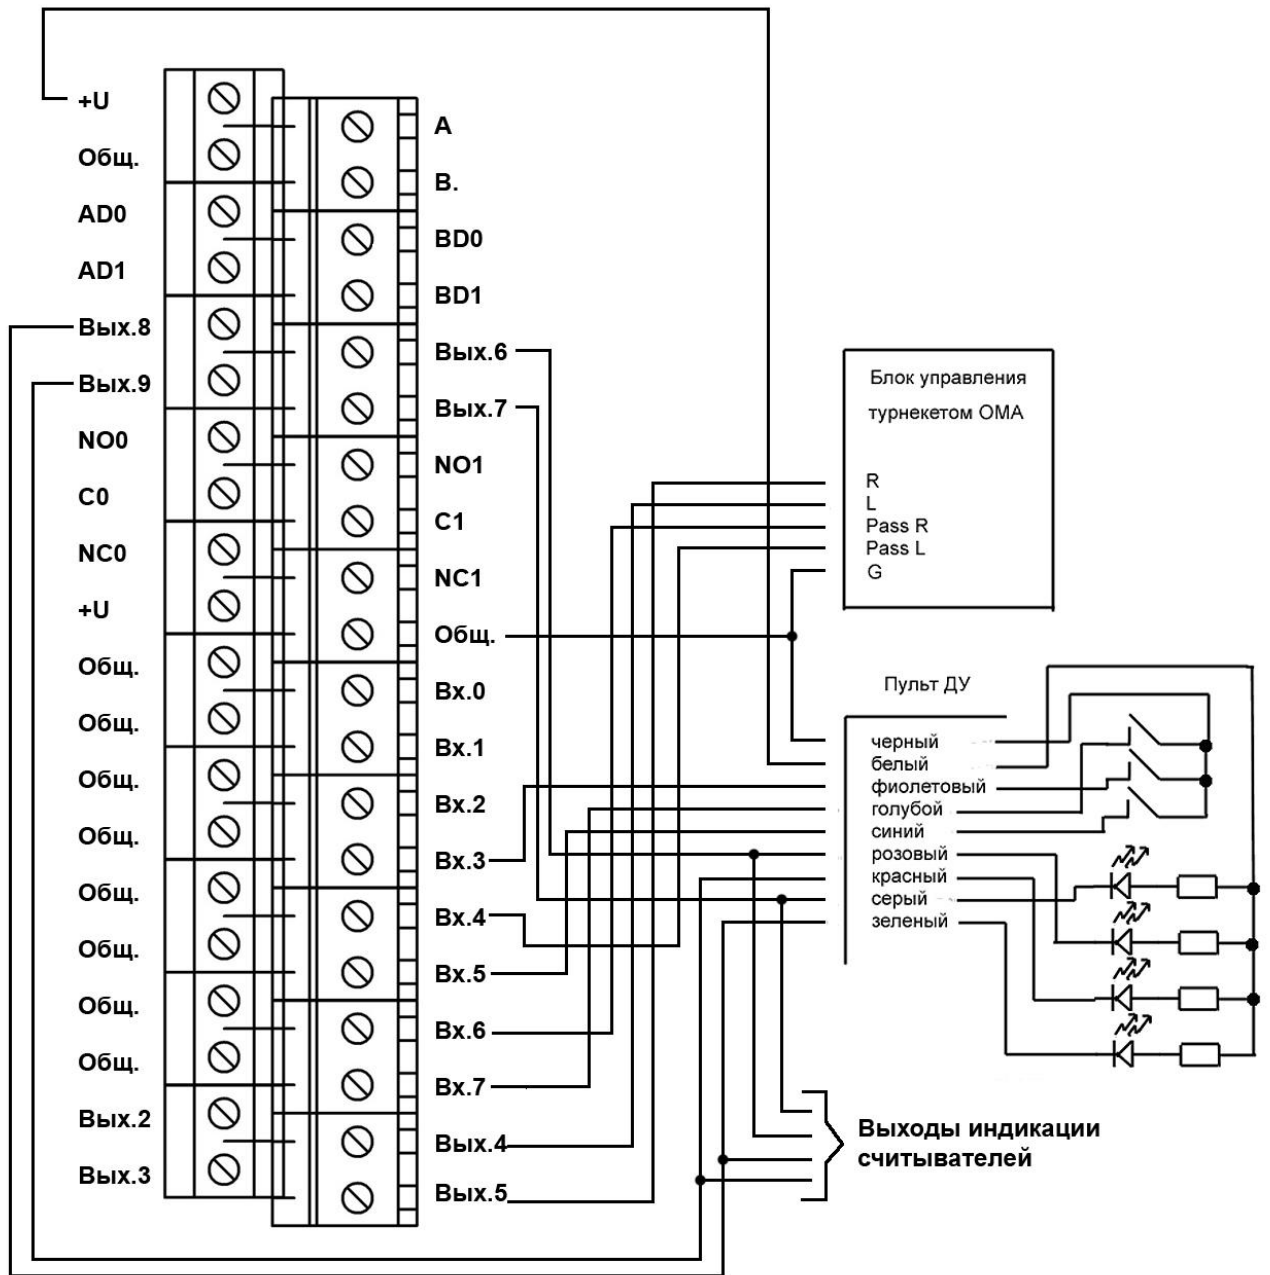 +U
Общ.
AD0
AD1
Вых.8
Вых.9
NO0
C0
NC0
+U
Общ.
Общ.
Общ.
Общ.
Общ.
Общ.
Общ.
Общ.
Вых.2
Вых.3
A
B.
BD0
BD1
Вых.6
Вых.7
NO1
C1
NC1
Общ.
Вх.0
Вх.1
Вх.2
Вх.3
Вх.4
Вх.5
Вх.6
Вх.7
Вых.4
Вых.5
Блок управления
турнекетом ОМА
R
L
Pass R
Pass L
G
Пульт ДУ
черный
белый
фиолетовый
голубой
синий
розовый
красный
серый
зеленый
Выходы индикации
считывателей